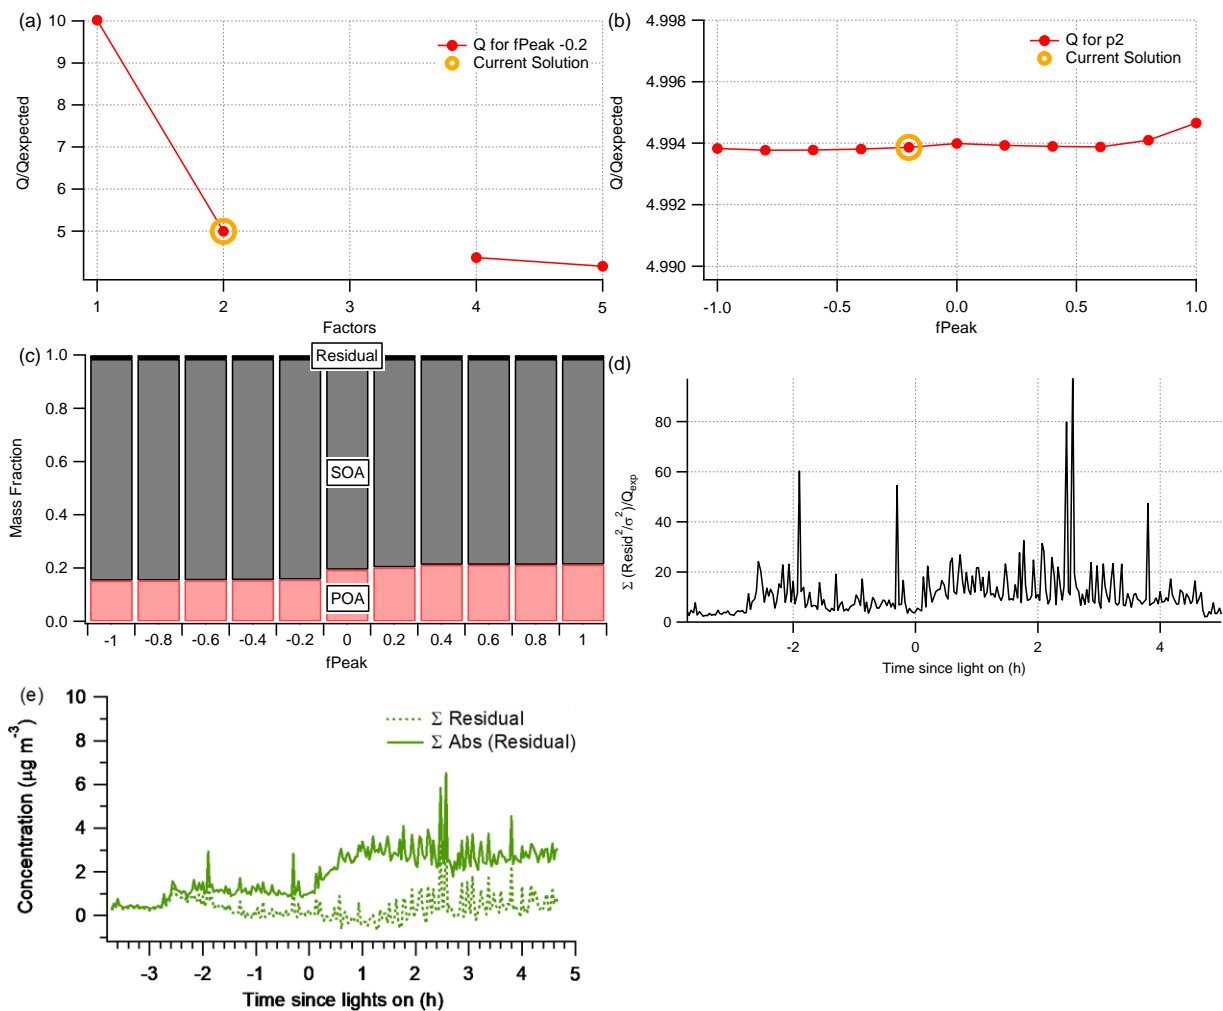 (a)
10
9
8
7
6
5
Q/Qexpected
Q for fPeak -0.2
Current Solution
1
2
3
4
5
Factors
(b)
4.998
4.996
4.994
4.992
4.990
Q/Qexpected
Q for p2
Current Solution
-1.0
-0.5
0.0
0.5
1.0
fPeak
(c)
1.0
0.8
0.6
0.4
0.2
0.0
Mass Fraction
Residual
SOA
POA
-1
-0.8
-0.6
-0.4
-0.2
0
0.2
0.4
0.6
0.8
1
fPeak
(d)
80
60
40
20
0
Σ (Resid²/σ²)/Qexp
-2
0
2
4
Time since light on (h)
(e)
10
8
6
4
2
0
Concentration (µg m-3)
Σ Residual
Σ Abs (Residual)
-3
-2
-1
0
1
2
3
4
5
Time since lights on (h)